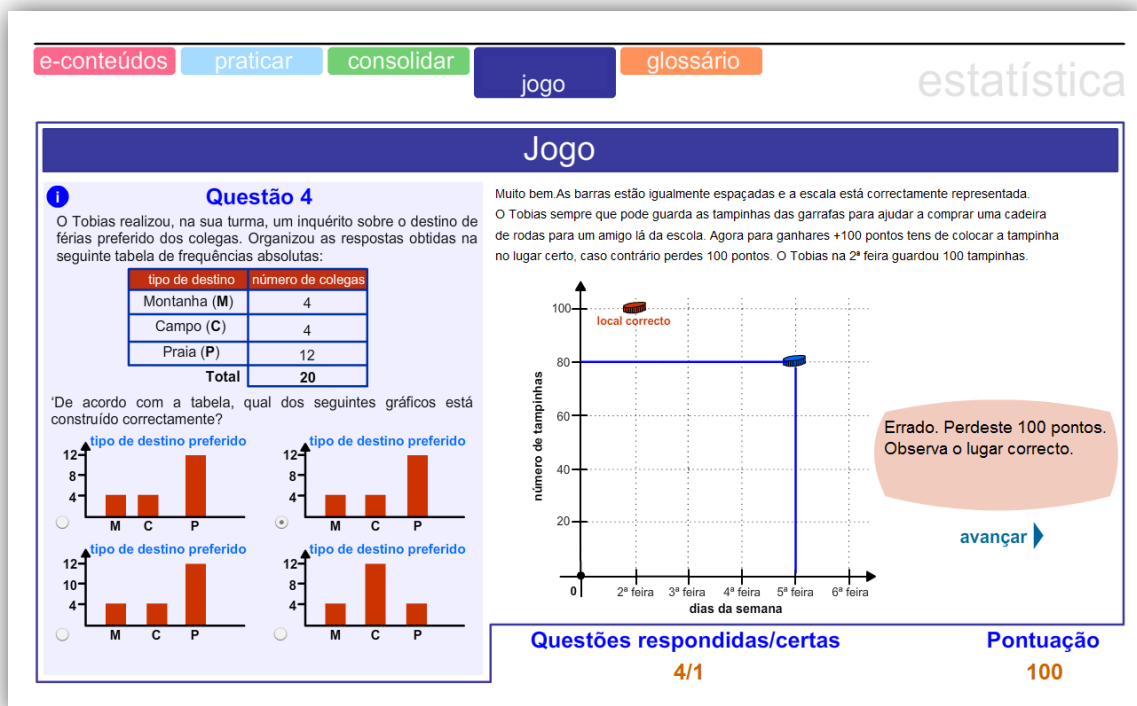 e-conteúdos
praticar
consolidar
jogo
glossário
estatística
Jogo
i
Questão 4
O Tobias realizou, na sua turma, um inquérito sobre o destino de
férias preferido dos colegas. Organizou as respostas obtidas na
seguinte tabela de frequências absolutas:
tipo de destino número de colegas
Montanha (M) 4
Campo (C) 4
Praia (P) 12
Total 20
'De acordo com a tabela, qual dos seguintes gráficos está
construído correctamente?
tipo de destino preferido
12
8
4
M C P
tipo de destino preferido
12
8
4
M C P
tipo de destino preferido
12
10
4
M C P
tipo de destino preferido
12
8
4
M C P
Muito bem.As barras estão igualmente espaçadas e a escala está correctamente representada.
O Tobias sempre que pode guarda as tampinhas das garrafas para ajudar a comprar uma cadeira
de rodas para um amigo lá da escola. Agora para ganhares +100 pontos tens de colocar a tampinha
no lugar certo, caso contrário perdes 100 pontos. O Tobias na 2ª feira guardou 100 tampinhas.
100
local correcto
80
60
40
20
número de tampinhas
0 2ª feira 3ª feira 4ª feira 5ª feira 6ª feira
dias da semana
Errado. Perdeste 100 pontos.
Observa o lugar correcto.
avançar
Questões respondidas/certas
4/1
Pontuação
100